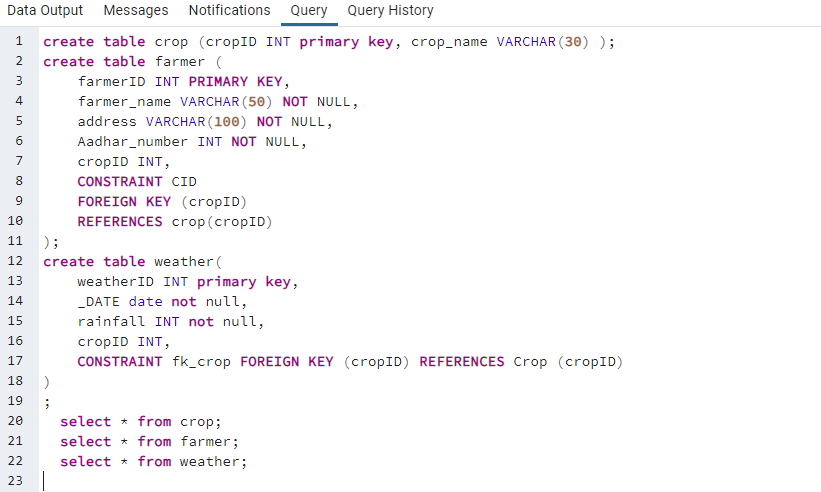 Data Output Messages Notifications Query Query History
1 create table crop (cropID INT primary key, crop_name VARCHAR(30) );
2 create table farmer (
3 farmerID INT PRIMARY KEY,
4 farmer_name VARCHAR(50) NOT NULL,
5 address VARCHAR(100) NOT NULL,
6 Aadhar_number INT NOT NULL,
7 cropID INT,
8 CONSTRAINT CID
9 FOREIGN KEY (cropID)
10 REFERENCES crop(cropID)
11 );
12 create table weather(
13 weatherID INT primary key,
14 _DATE date not null,
15 rainfall INT not null,
16 cropID INT,
17 CONSTRAINT fk_crop FOREIGN KEY (cropID) REFERENCES Crop (cropID)
18 )
19 ;
20 select * from crop;
21 select * from farmer;
22 select * from weather;
23